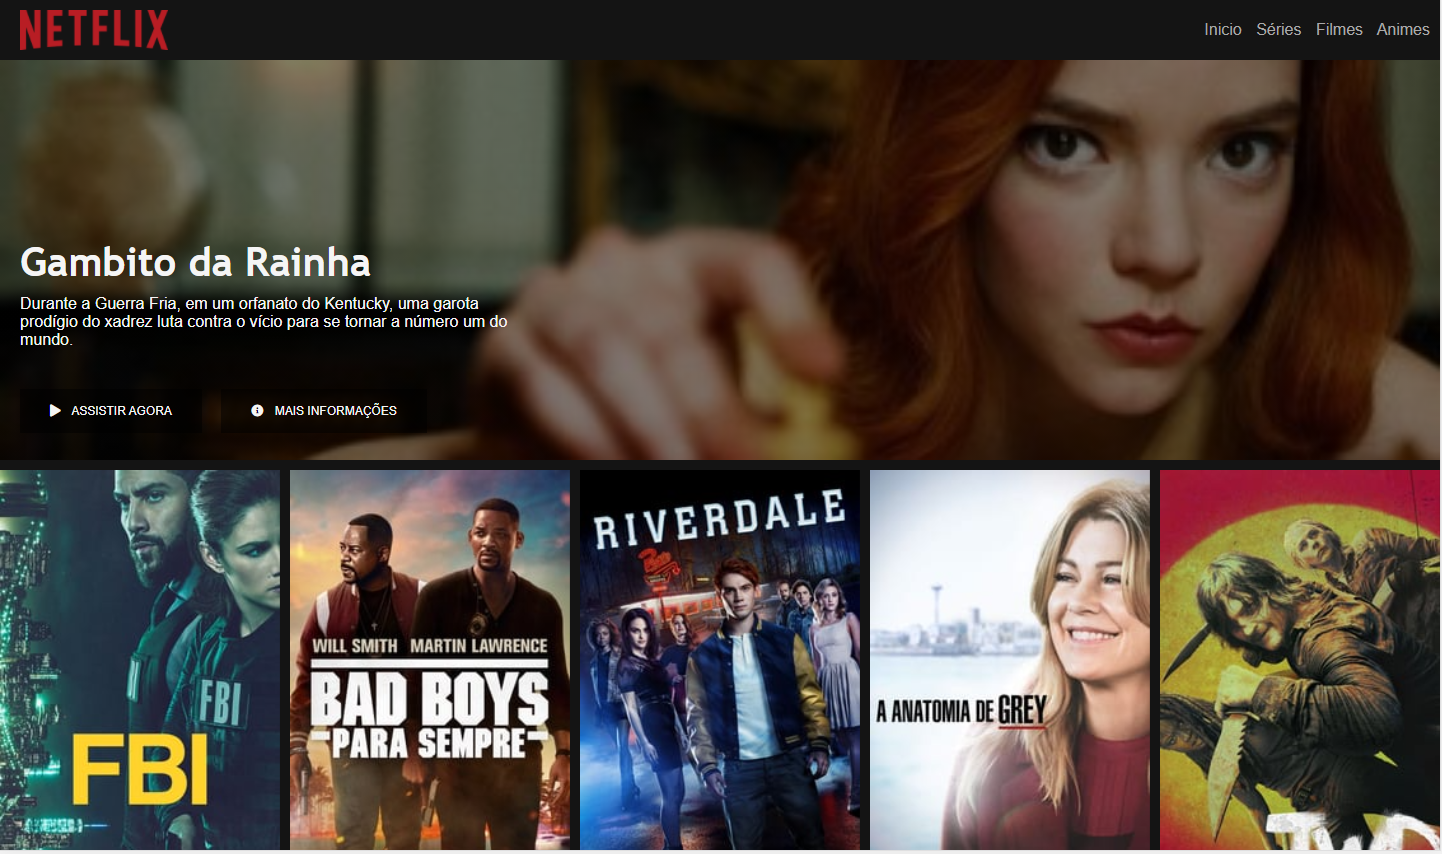 NETFLIX
Inicio Séries Filmes Animes
Gambito da Rainha
Durante a Guerra Fria, em um orfanato do Kentucky, uma garota
prodígio do xadrez luta contra o vício para se tornar a número um do
mundo.
ASSISTIR AGORA MAIS INFORMAÇÕES
FBI
FBI
WILL SMITH MARTIN LAWRENCE
BAD BOYS
PARA SEMPRE
RIVERDALE
Pop's
A ANATOMIA DE GREY